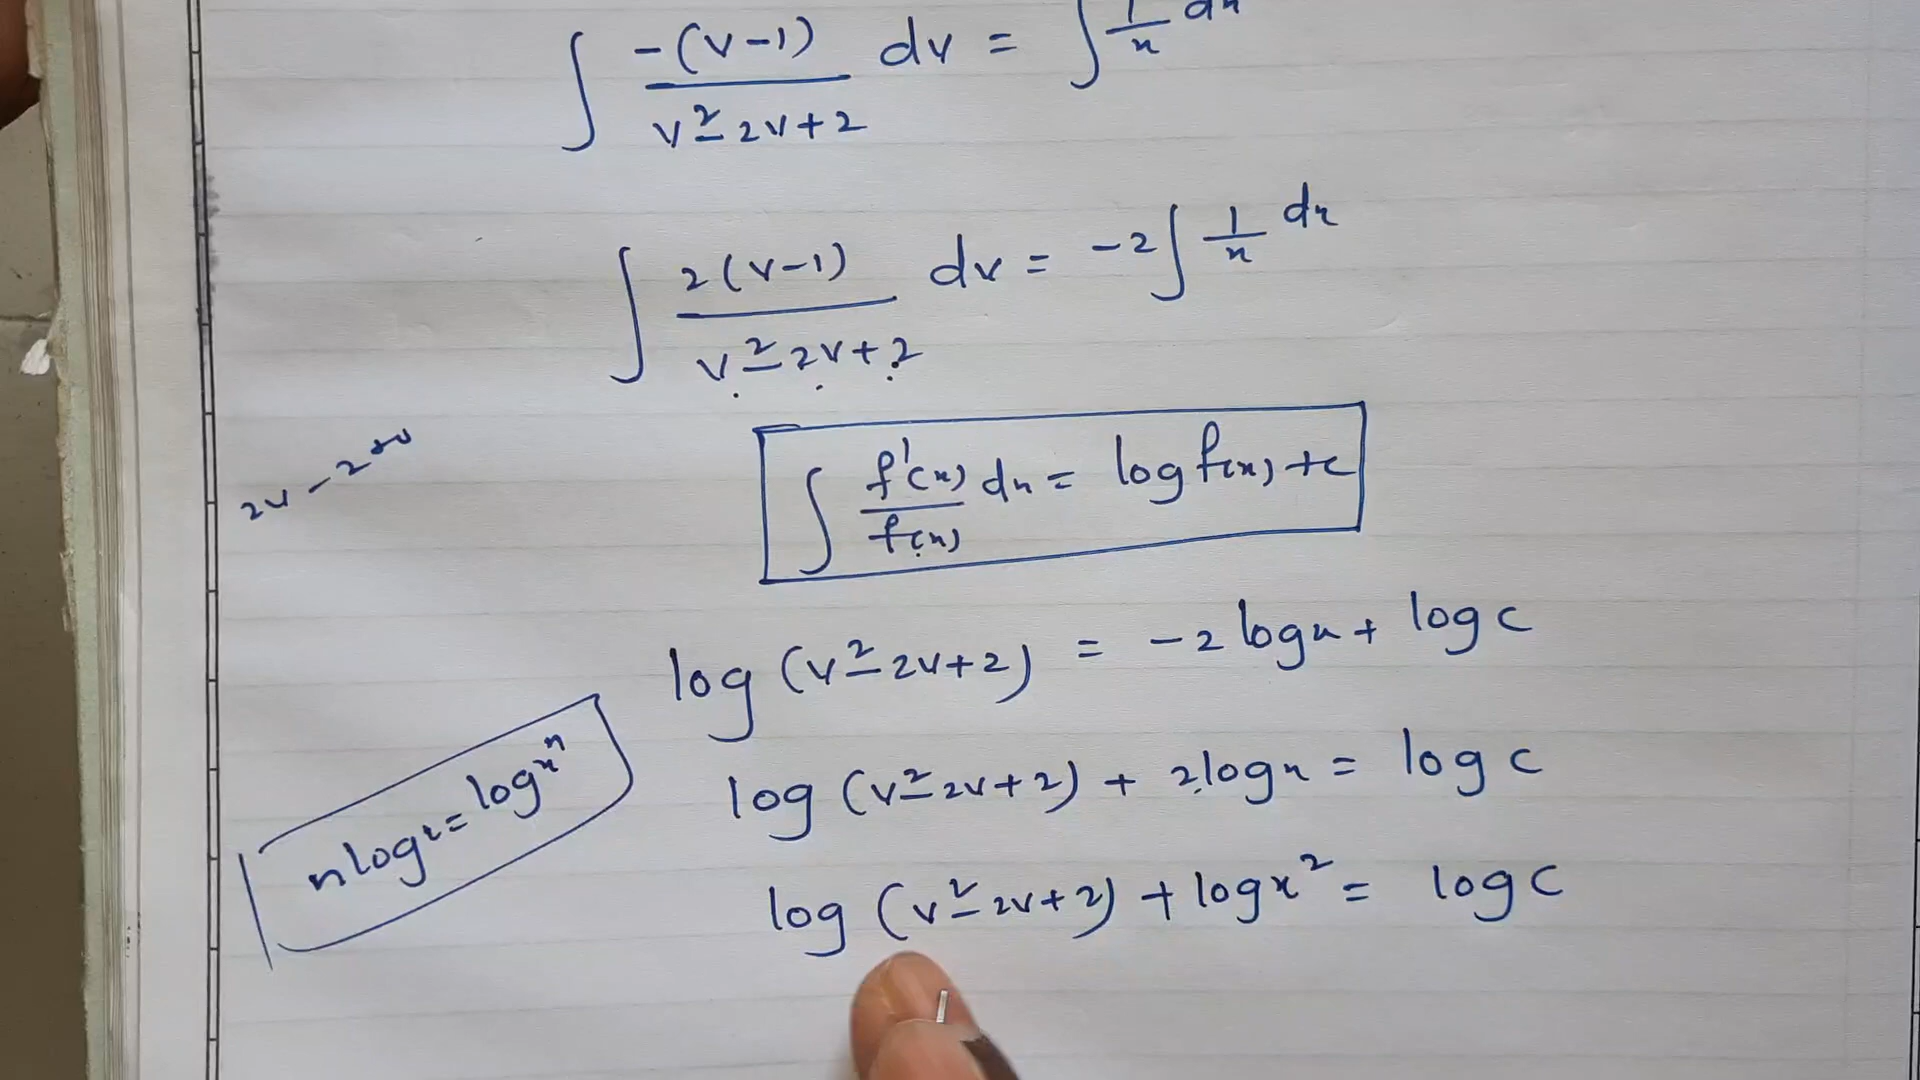 ∫ -(v-1)/(v²-2v+2) dv = ∫ 1/x dx
∫ 2(v-1)/(v²-2v+2) dv = -2∫ 1/x dx
2v-2+0
∫ f'(x)/f(x) dx = log f(x) + c
log (v²-2v+2) = -2 log x + log c
log (v²-2v+2) + 2 log x = log c
n log x = log xⁿ
log (v²-2v+2) + log x² = log c